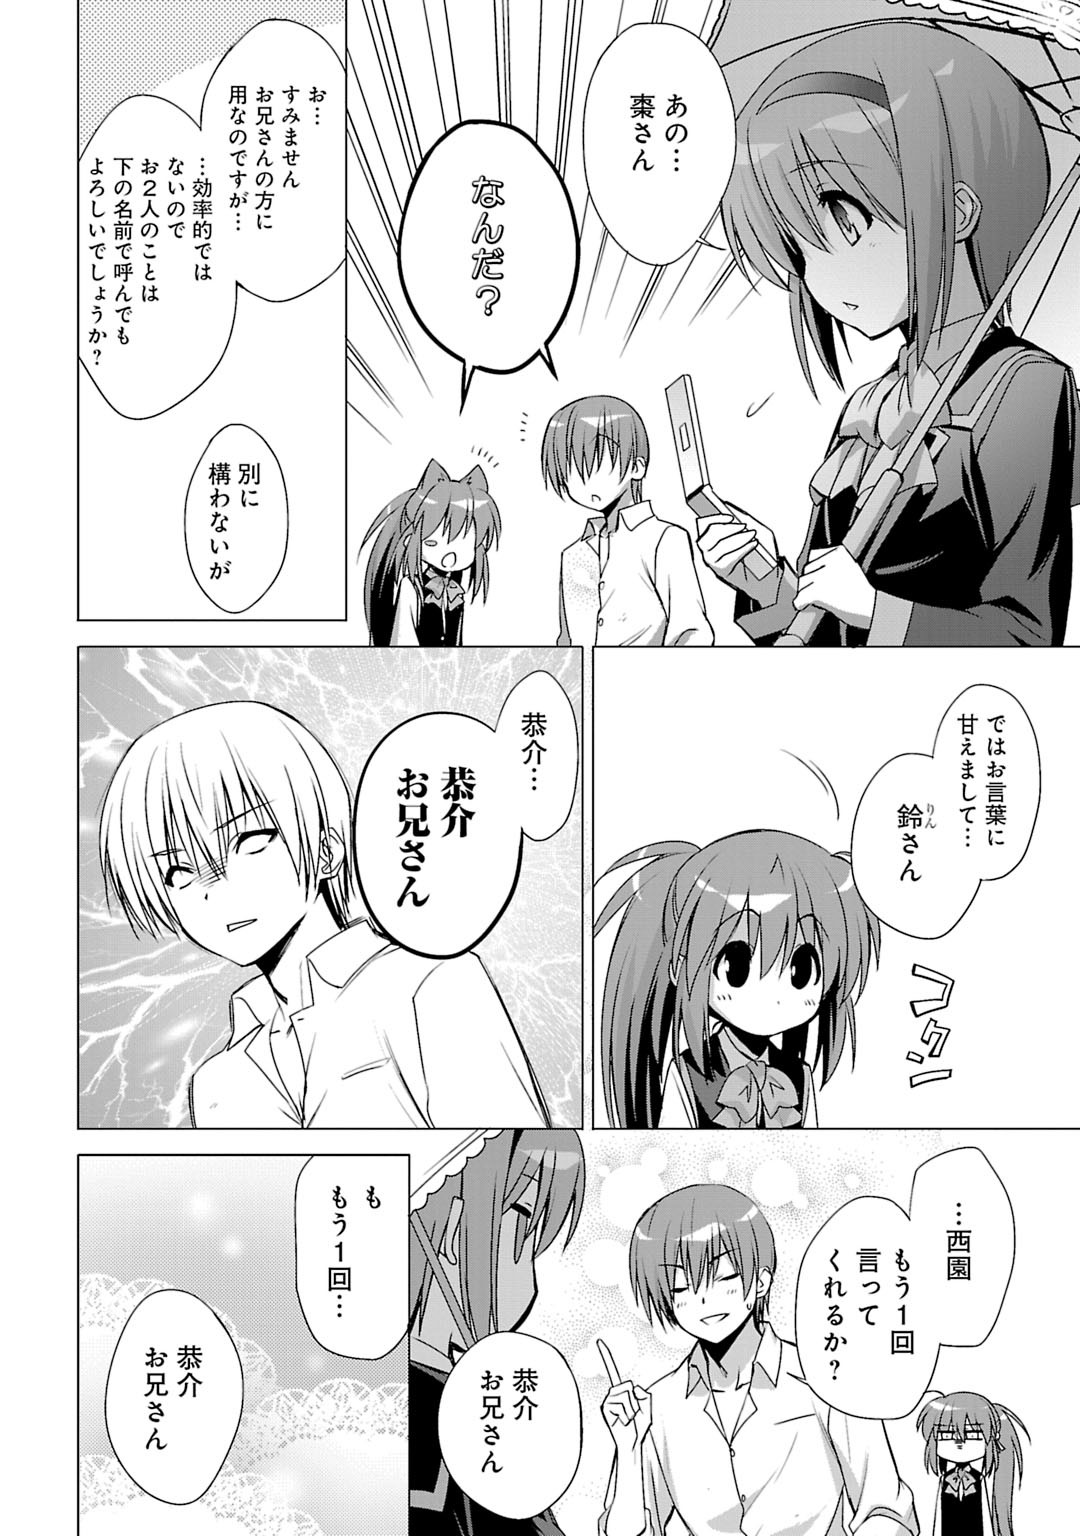 あの…
棗さん
なんだ？
お…
すみません
お兄さんの方に
用なのですが…
…効率的では
ないので
お２人のことは
下の名前で呼んでも
よろしいでしょうか？
別に
構わないが
ではお言葉に
甘えまして…
鈴さん
りん
コクン
恭介…
恭介
お兄さん
…西園
もう１回
言って
くれるか？
恭介
お兄さん
も
もう１回…
恭介
お兄さん